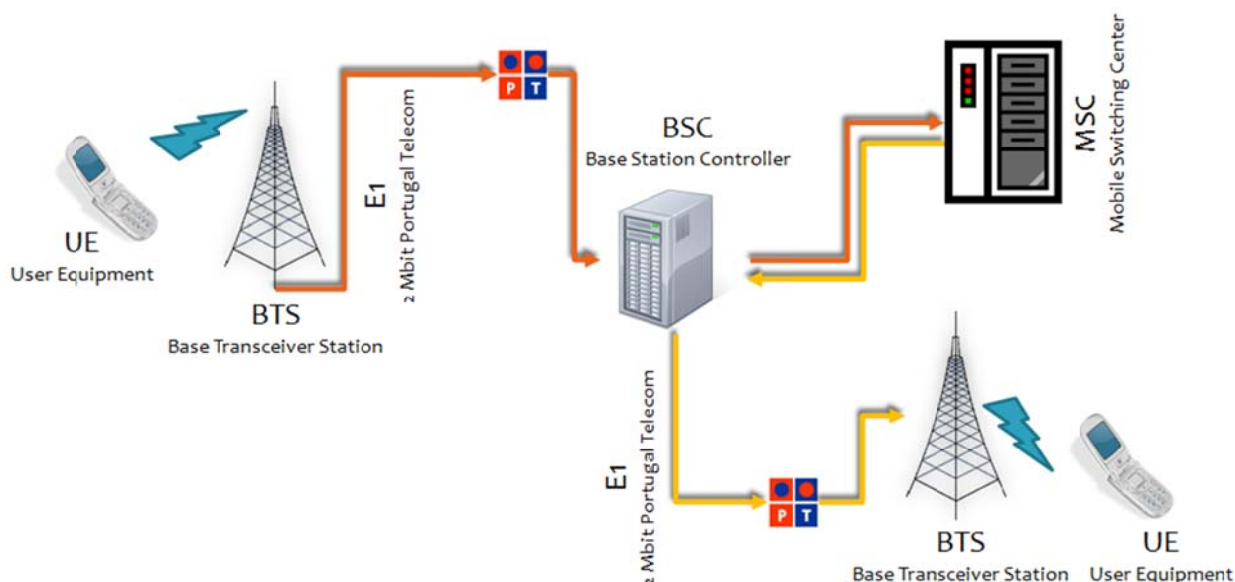 UE
User Equipment
BTS
Base Transceiver Station
E1
2 Mbit Portugal Telecom
P T
BSC
Base Station Controller
MSC
Mobile Switching Center
E1
2 Mbit Portugal Telecom
P T
BTS
Base Transceiver Station
UE
User Equipment